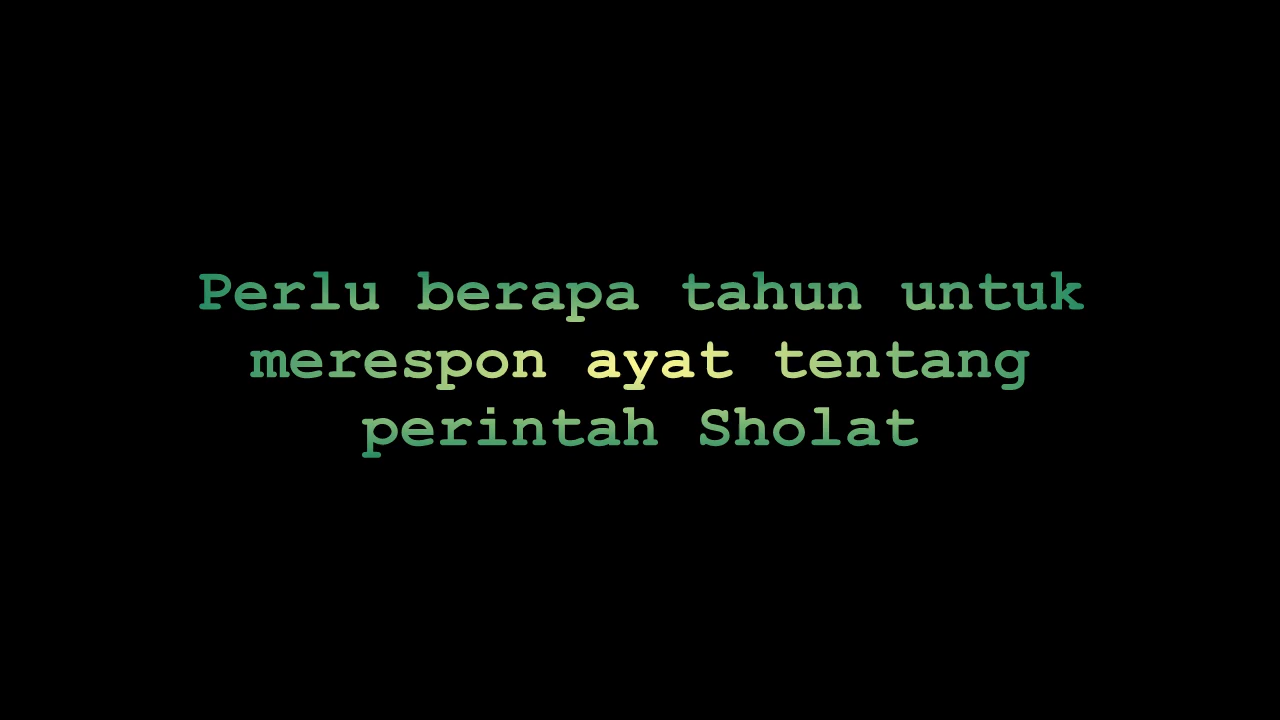 Perlu berapa tahun untuk
merespon ayat tentang
perintah Sholat